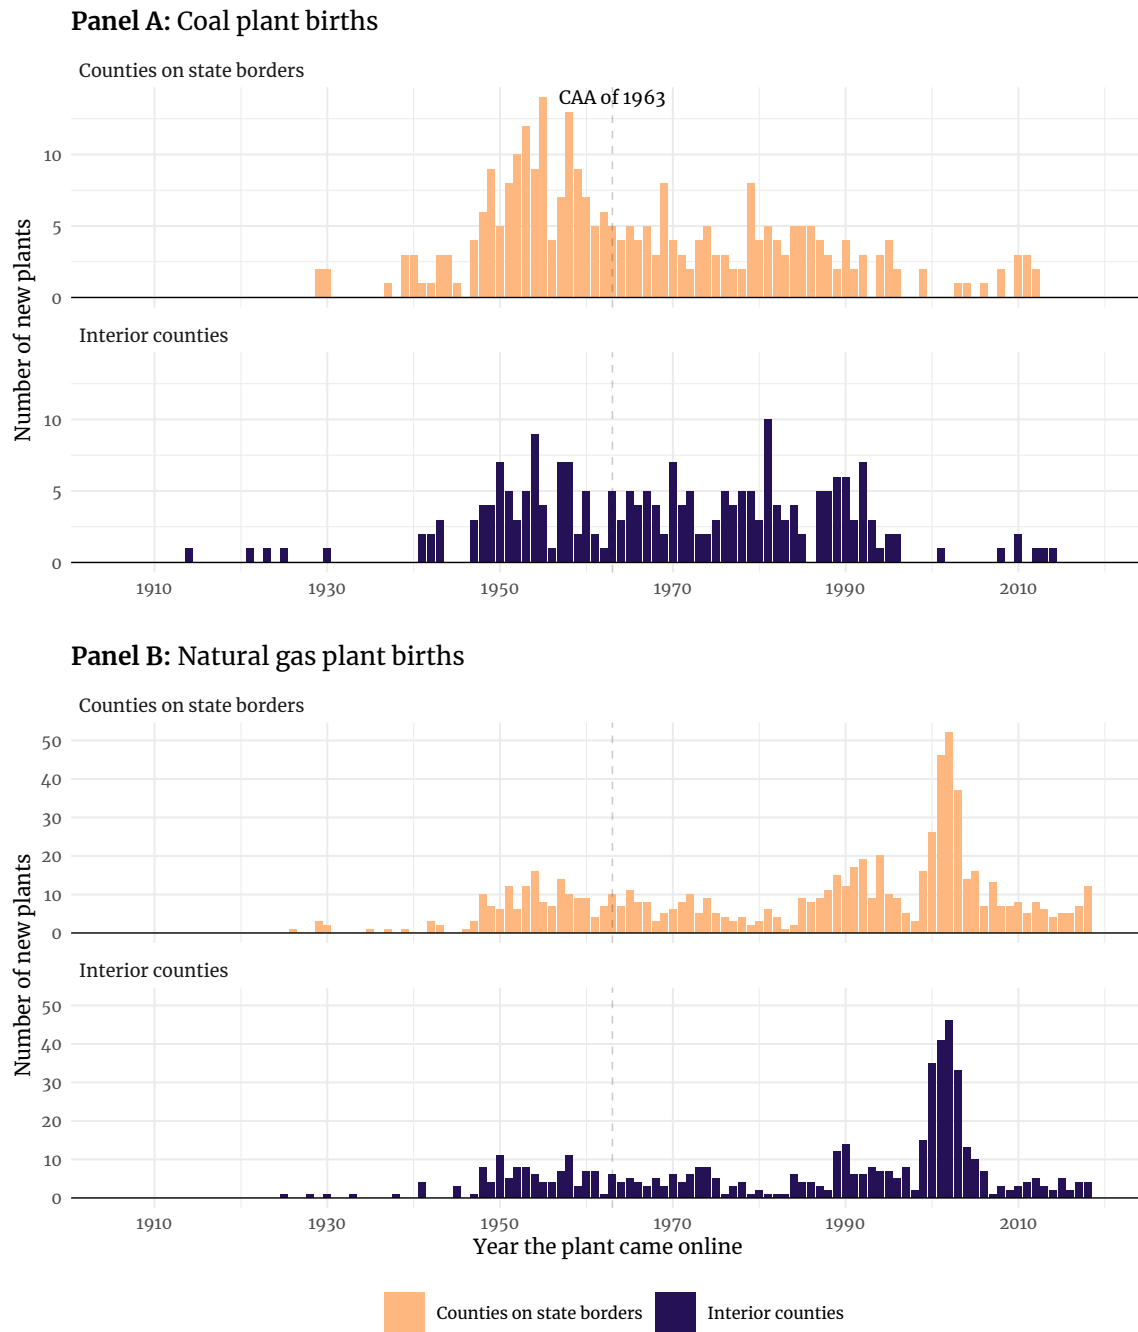 Panel A: Coal plant births
Counties on state borders
CAA of 1963
10
5
0
Interior counties
10
5
0
Number of new plants
1910 1930 1950 1970 1990 2010
Panel B: Natural gas plant births
Counties on state borders
50
40
30
20
10
0
Interior counties
50
40
30
20
10
0
Number of new plants
1910 1930 1950 1970 1990 2010
Year the plant came online
Counties on state borders Interior counties